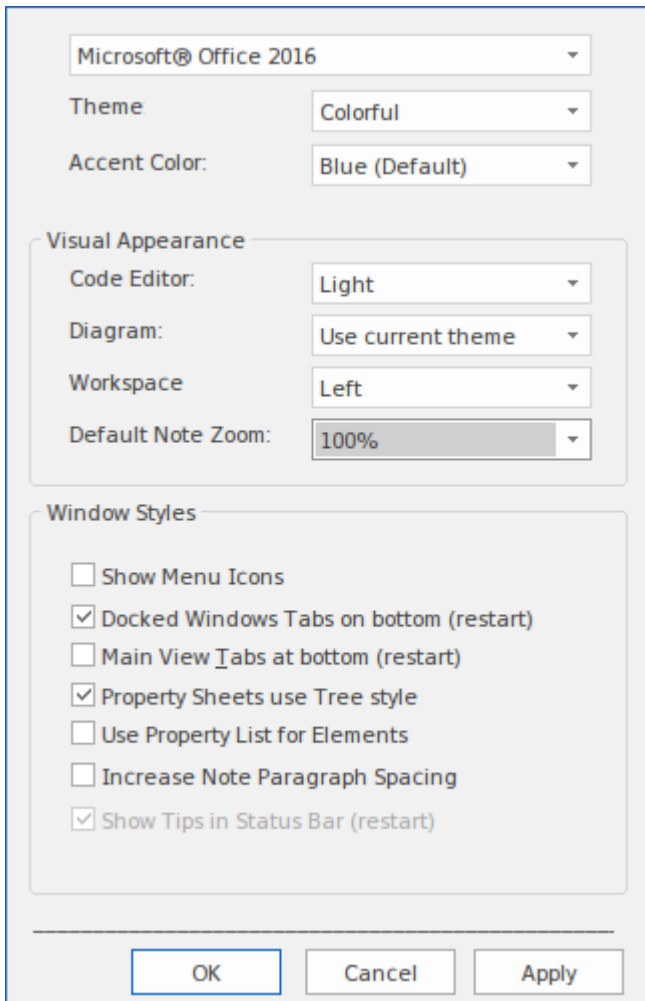 Microsoft® Office 2016
Theme Colorful
Accent Color: Blue (Default)
Visual Appearance
Code Editor: Light
Diagram: Use current theme
Workspace Left
Default Note Zoom: 100%
Window Styles
Show Menu Icons
Docked Windows Tabs on bottom (restart)
Main View Tabs at bottom (restart)
Property Sheets use Tree style
Use Property List for Elements
Increase Note Paragraph Spacing
Show Tips in Status Bar (restart)
OK Cancel Apply